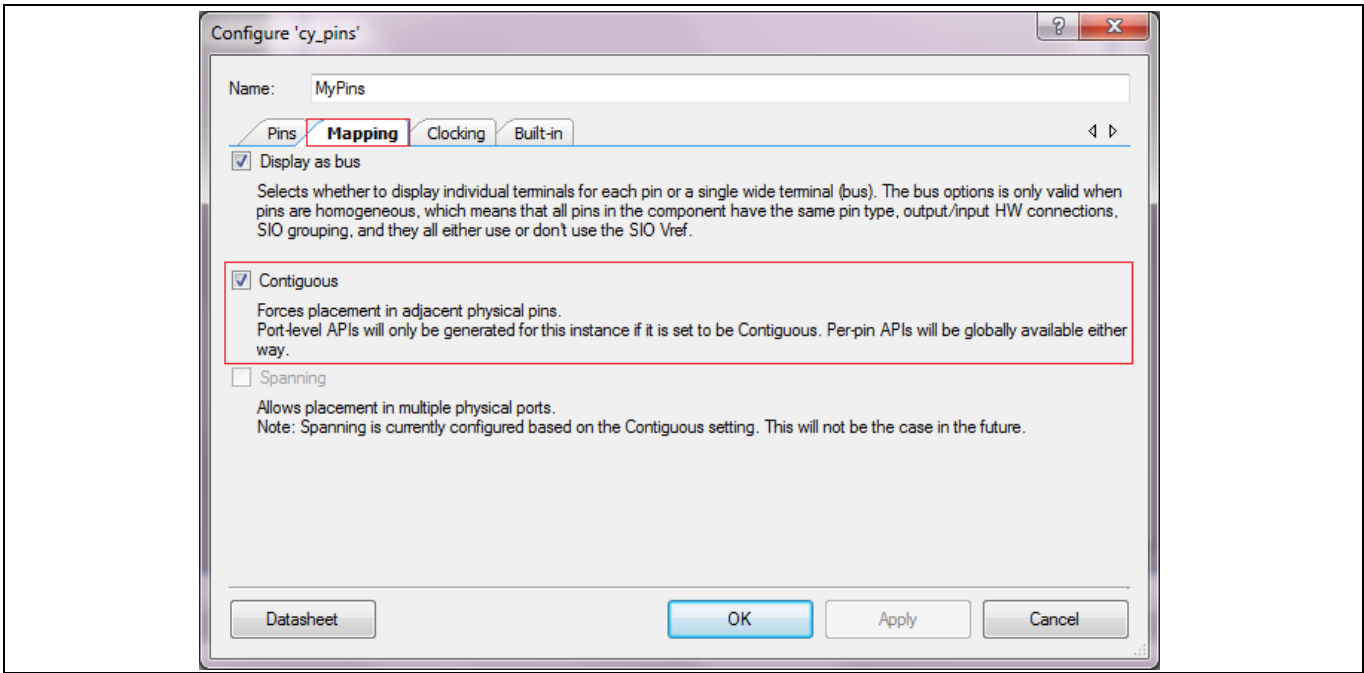 Configure 'cy_pins'
Name: MyPins
Pins Mapping Clocking Built-in
Display as bus
Selects whether to display individual terminals for each pin or a single wide terminal (bus). The bus options is only valid when
pins are homogeneous, which means that all pins in the component have the same pin type, output/input HW connections,
SIO grouping, and they all either use or don't use the SIO Vref.
Contiguous
Forces placement in adjacent physical pins.
Port-level APIs will only be generated for this instance if it is set to be Contiguous. Per-pin APIs will be globally available either
way.
Spanning
Allows placement in multiple physical ports.
Note: Spanning is currently configured based on the Contiguous setting. This will not be the case in the future.
Datasheet OK Apply Cancel